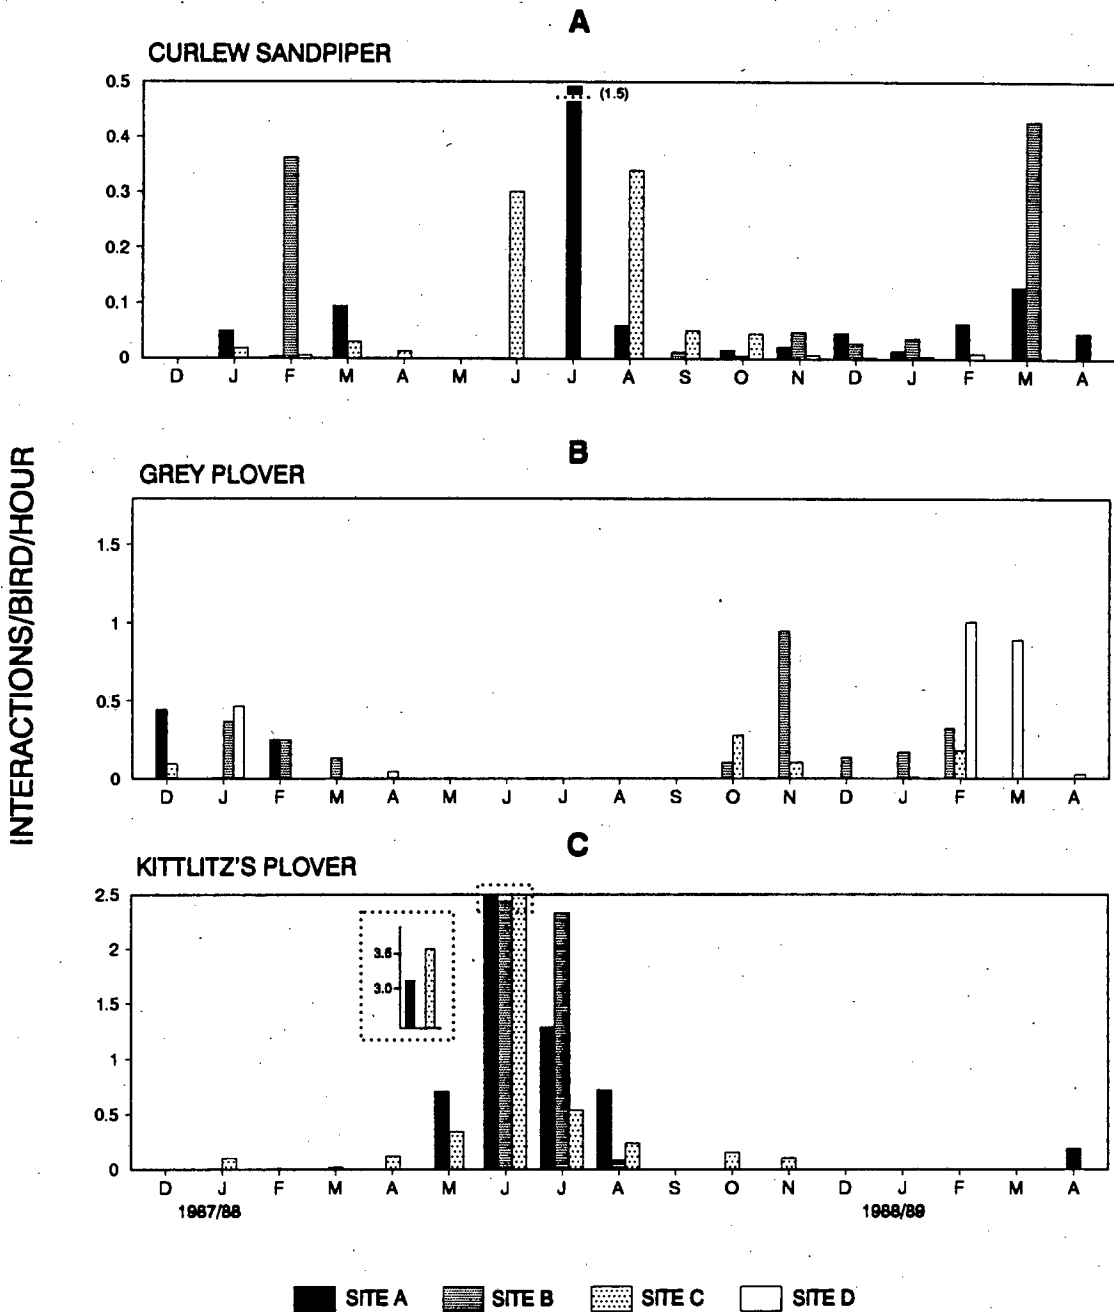 A
CURLEW SANDPIPER
0.5
(1.5)
0.4
0.3
0.2
0.1
0
D J F M A M J J A S O N D J F M A
INTERACTIONS/BIRD/HOUR
B
GREY PLOVER
1.5
1
0.5
0
D J F M A M J J A S O N D J F M A
C
KITTLITZ'S PLOVER
2.5
2
3.5
3.0
1.5
1
0.5
0
D J F M A M J J A S O N D J F M A
1987/88 1988/89
SITE A SITE B SITE C SITE D